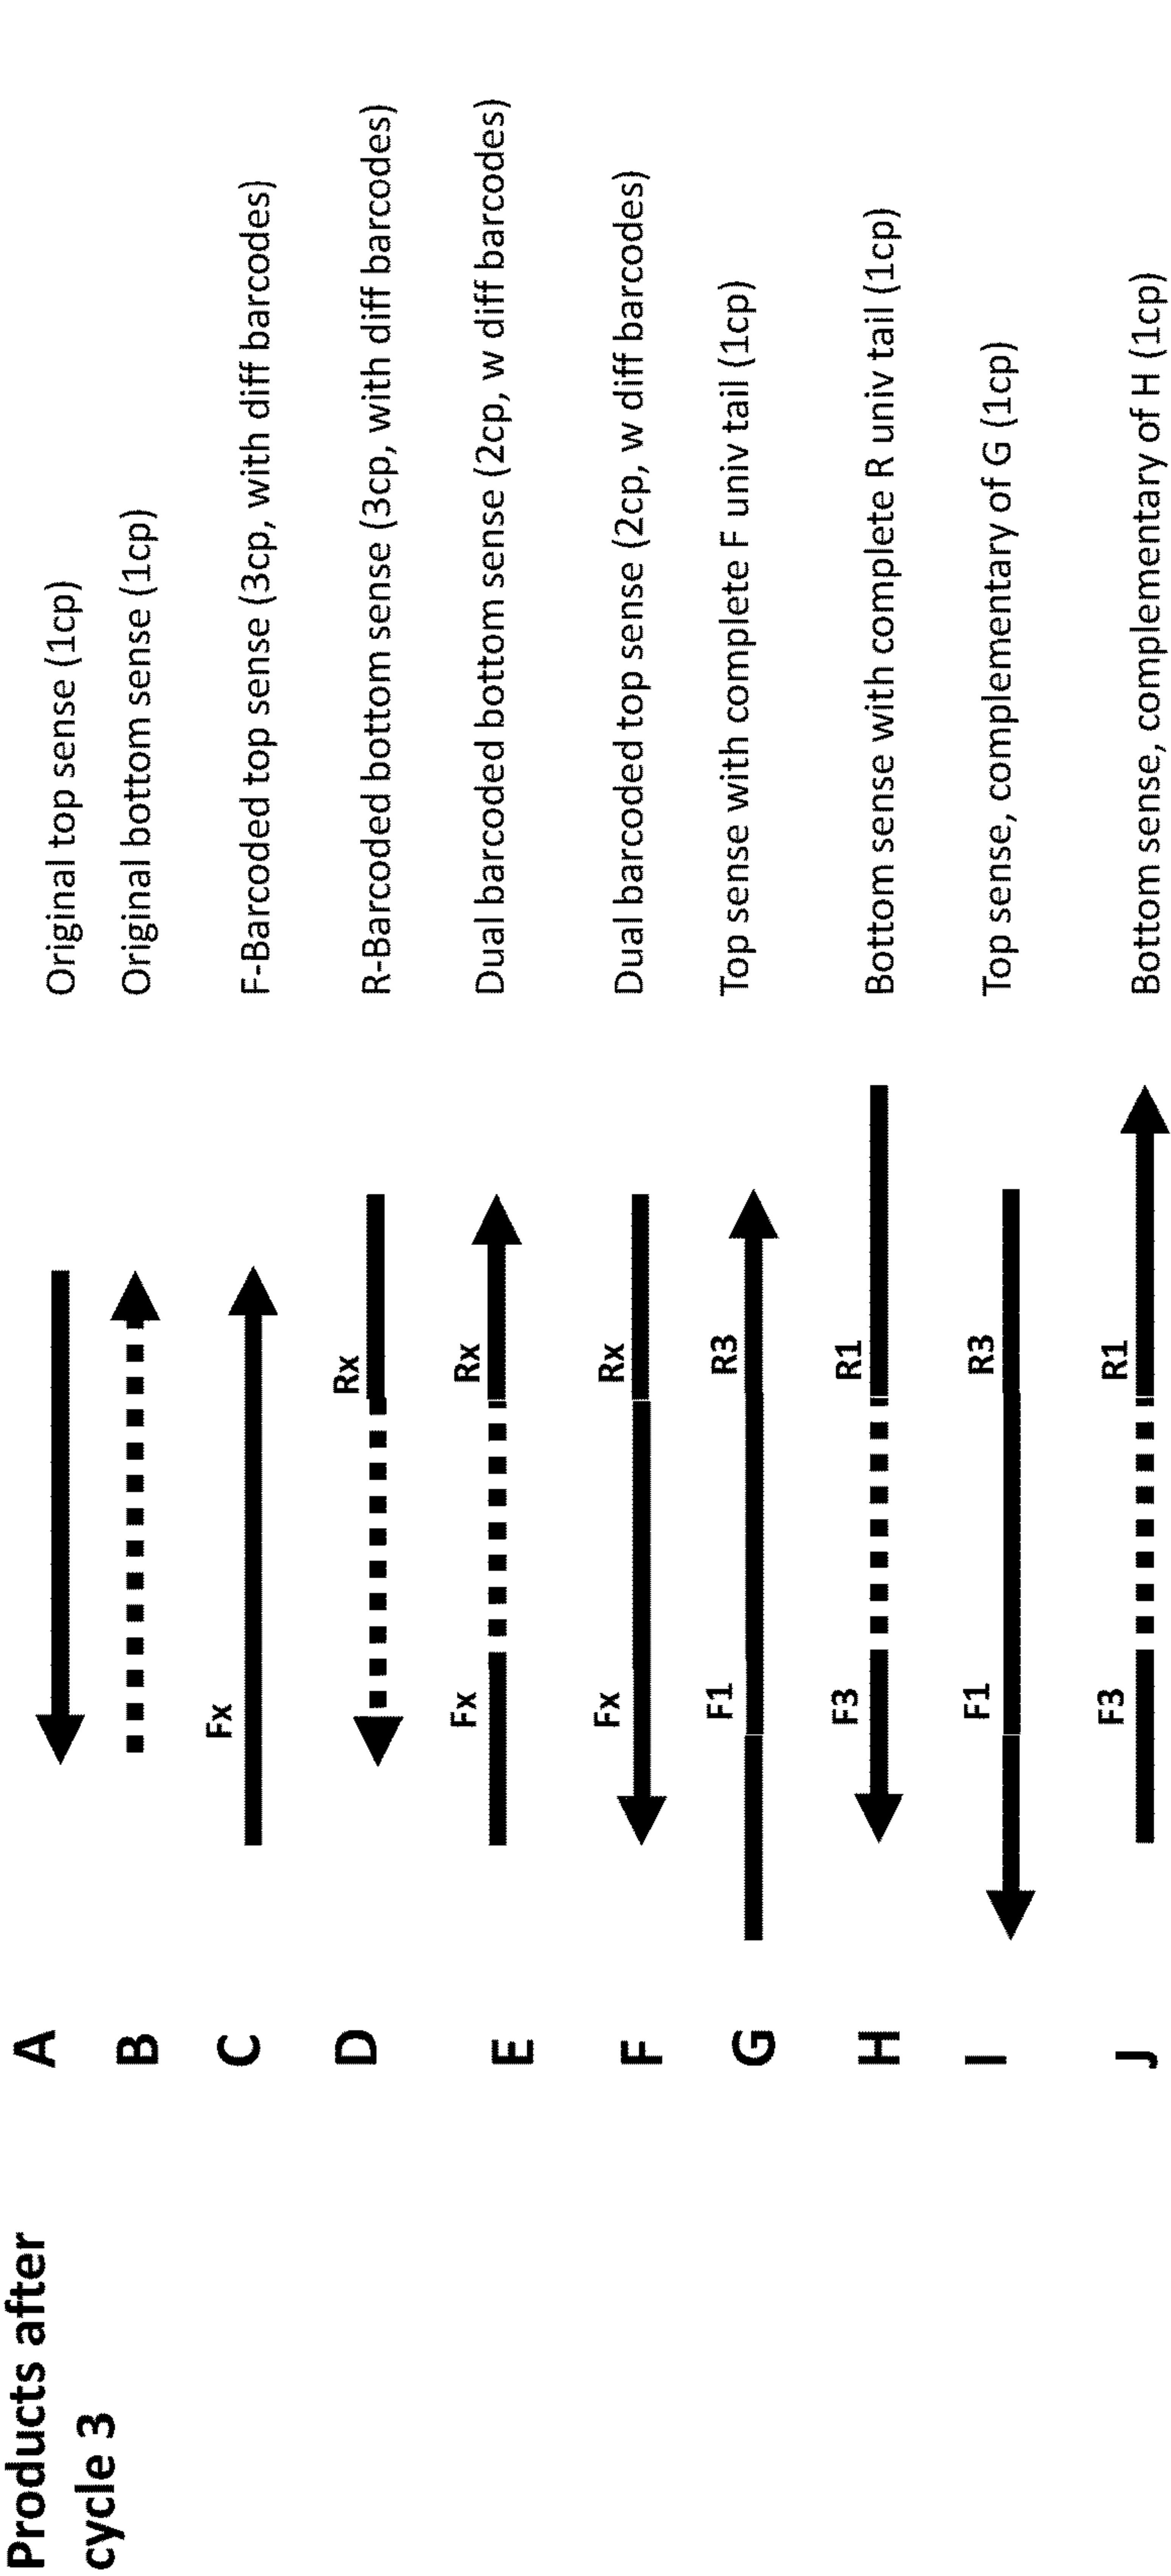 Products after
cycle 3
A
Original top sense (1cp)
B
Original bottom sense (1cp)
C
Fx
F-Barcoded top sense (3cp, with diff barcodes)
D
Rx
R-Barcoded bottom sense (3cp, with diff barcodes)
E
Fx
Rx
Dual barcoded bottom sense (2cp, w diff barcodes)
F
Fx
Rx
Dual barcoded top sense (2cp, w diff barcodes)
G
F1
R3
Top sense with complete F univ tail (1cp)
H
F3
R1
Bottom sense with complete R univ tail (1cp)
I
F1
R3
Top sense, complementary of G (1cp)
J
F3
R1
Bottom sense, complementary of H (1cp)